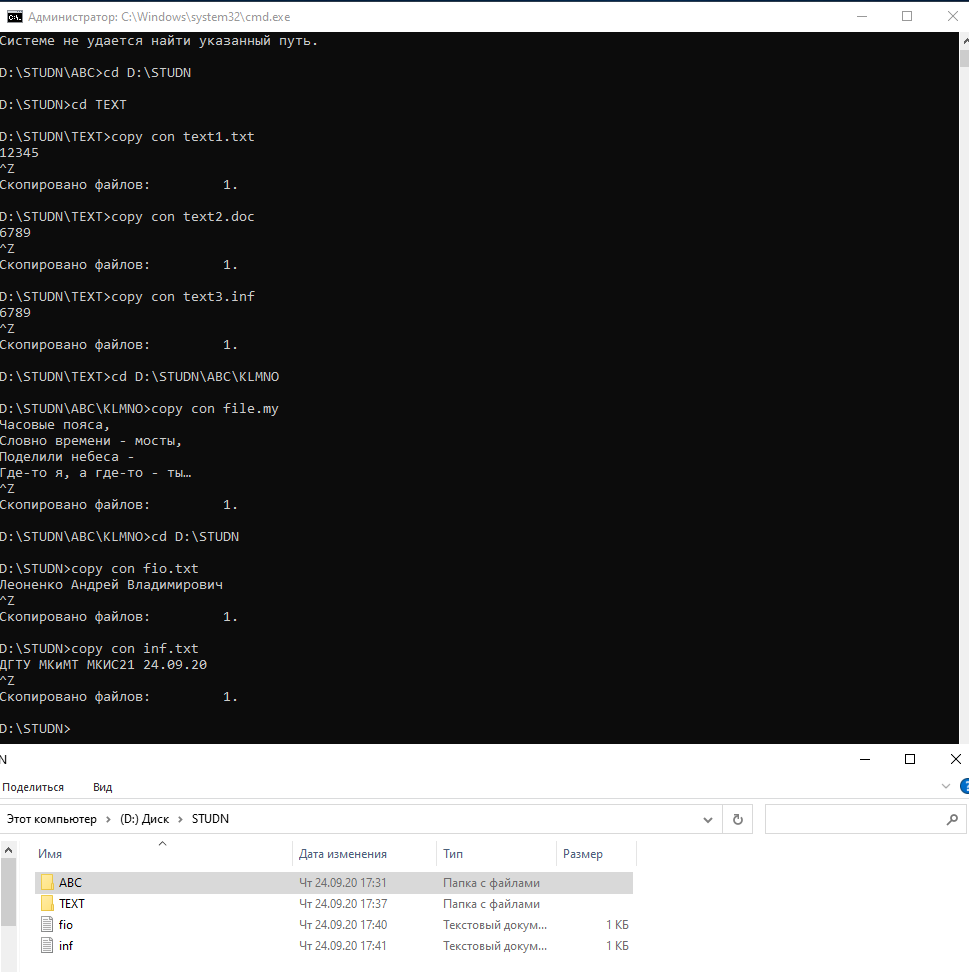 Администратор: C:\Windows\system32\cmd.exe
Системе не удается найти указанный путь.
D:\STUDN\ABC>cd D:\STUDN
D:\STUDN>cd TEXT
D:\STUDN\TEXT>copy con text1.txt
12345
^Z
Скопировано файлов:         1.
D:\STUDN\TEXT>copy con text2.doc
6789
^Z
Скопировано файлов:         1.
D:\STUDN\TEXT>copy con text3.inf
6789
^Z
Скопировано файлов:         1.
D:\STUDN\TEXT>cd D:\STUDN\ABC\KLMNO
D:\STUDN\ABC\KLMNO>copy con file.my
Часовые пояса,
Словно времени - мосты,
Поделили небеса -
Где-то я, а где-то - ты…
^Z
Скопировано файлов:         1.
D:\STUDN\ABC\KLMNO>cd D:\STUDN
D:\STUDN>copy con fio.txt
Леоненко Андрей Владимирович
^Z
Скопировано файлов:         1.
D:\STUDN>copy con inf.txt
ДГТУ МКиМТ МКИС21 24.09.20
^Z
Скопировано файлов:         1.
D:\STUDN>
N
Поделиться Вид
Этот компьютер > (D:) Диск > STUDN
Имя Дата изменения Тип Размер
ABC Чт 24.09.20 17:31 Папка с файлами
TEXT Чт 24.09.20 17:37 Папка с файлами
fio Чт 24.09.20 17:40 Текстовый докум... 1 КБ
inf Чт 24.09.20 17:41 Текстовый докум... 1 КБ